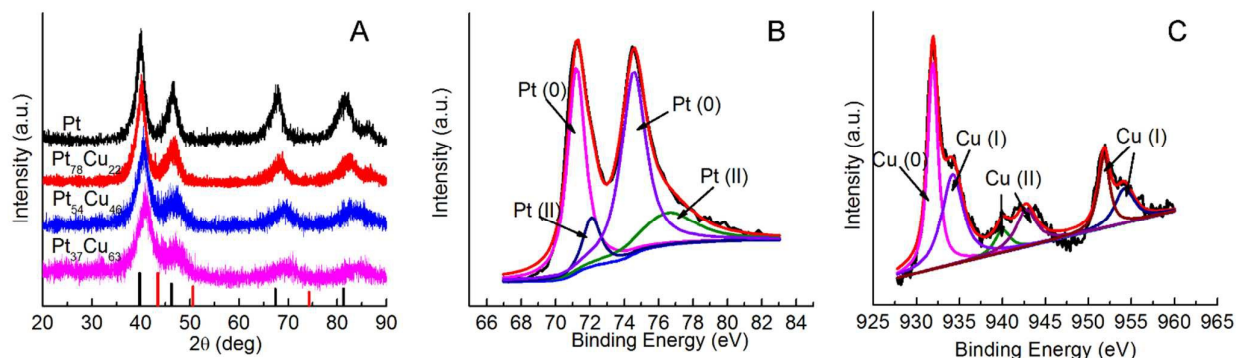 A
Intensity (a.u.)
Pt
Pt78Cu22
Pt54Cu46
Pt37Cu63
20 30 40 50 60 70 80 90
2θ (deg)
B
Intensity (a.u.)
Pt (0)
Pt (0)
Pt (II)
Pt (II)
66 68 70 72 74 76 78 80 82 84
Binding Energy (eV)
C
Intensity (a.u.)
Cu (0)
Cu (I)
Cu (II)
Cu (I)
925 930 935 940 945 950 955 960 965
Binding Energy (eV)